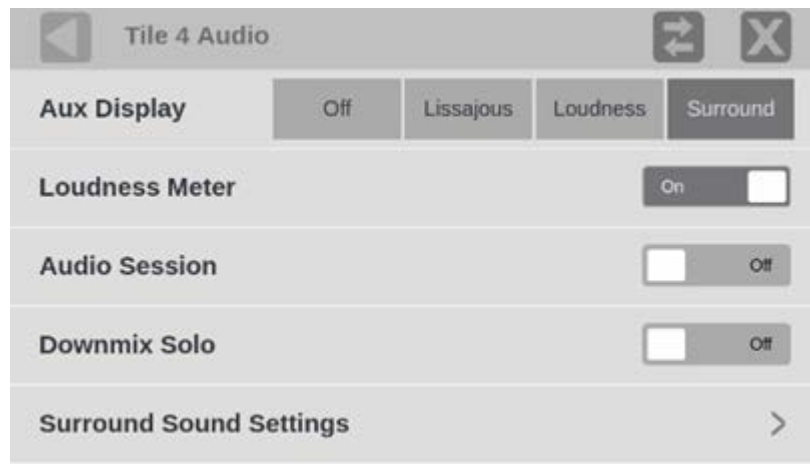 Tile 4 Audio
Aux Display Off Lissajous Loudness Surround
Loudness Meter On
Audio Session Off
Downmix Solo Off
Surround Sound Settings